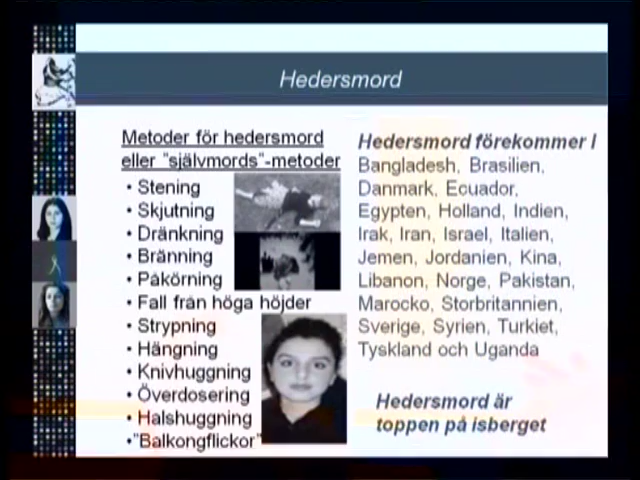 Hedersmord
Metoder för hedersmord
eller "självmords"-metoder
• Stening
• Skjutning
• Dränkning
• Bränning
• Påkörning
• Fall från höga höjder
• Strypning
• Hängning
• Knivhuggning
• Överdosering
• Halshuggning
•"Balkongflickor"
Hedersmord förekommer I
Bangladesh, Brasilien,
Danmark, Ecuador,
Egypten, Holland, Indien,
Irak, Iran, Israel, Italien,
Jemen, Jordanien, Kina,
Libanon, Norge, Pakistan,
Marocko, Storbritannien,
Sverige, Syrien, Turkiet,
Tyskland och Uganda
Hedersmord är
toppen på isberget